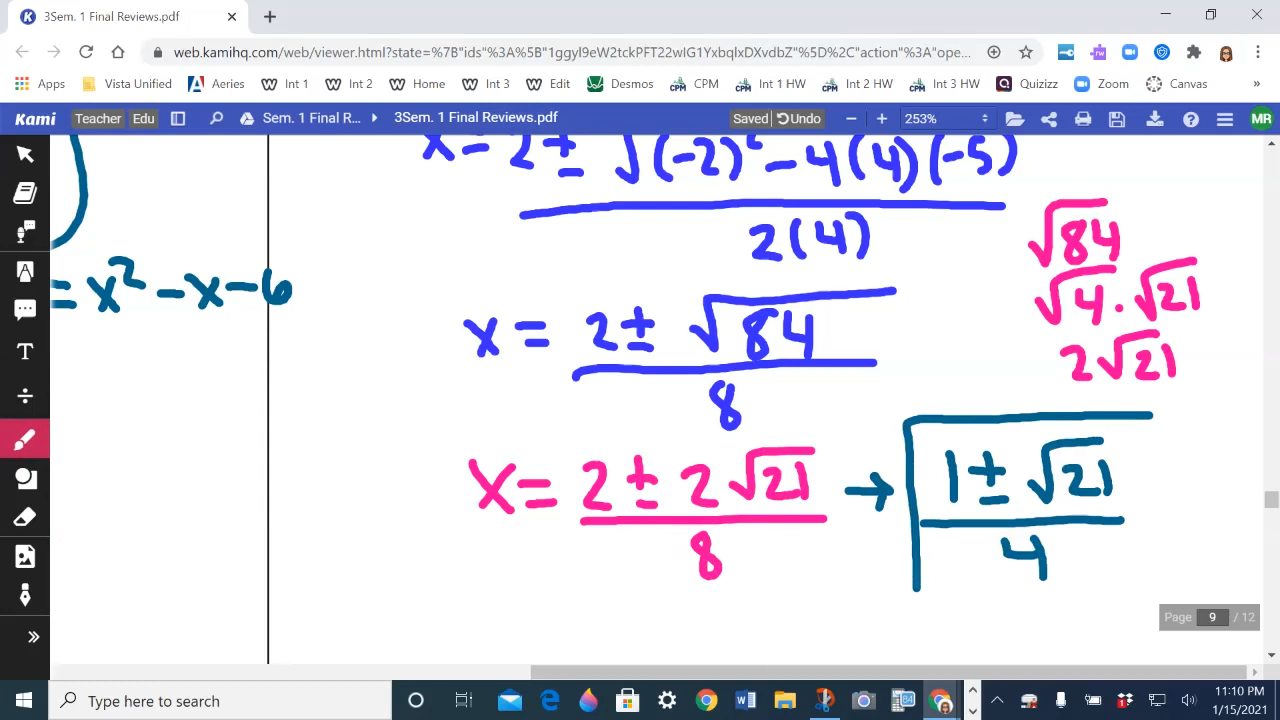 3Sem. 1 Final Reviews.pdf
web.kamihq.com/web/viewer.html?state=%7B"ids"%3A%5B"1ggyI9eW2tckPFT22wIG1YsYqlxDXvdbZ"%5D%2C"action"%3A"ope...
Apps Vista Unified Aeries Int 1 Int 2 Home Int 3 Edit Desmos CPM Int 1 HW Int 2 HW Int 3 HW Quizizz Zoom Canvas »
Kami Teacher Edu Sem. 1 Final R... 3Sem. 1 Final Reviews.pdf Saved Undo 253% MR
x = 2 ± √(-2)² - 4(4)(-5)
2(4)
= x² - x - 6
√84
√4 · √21
2√21
x = 2 ± √84
8
x = 2 ± 2√21 → 1 ± √21
8 4
Page 9 / 12
Type here to search
11:10 PM
1/15/2021